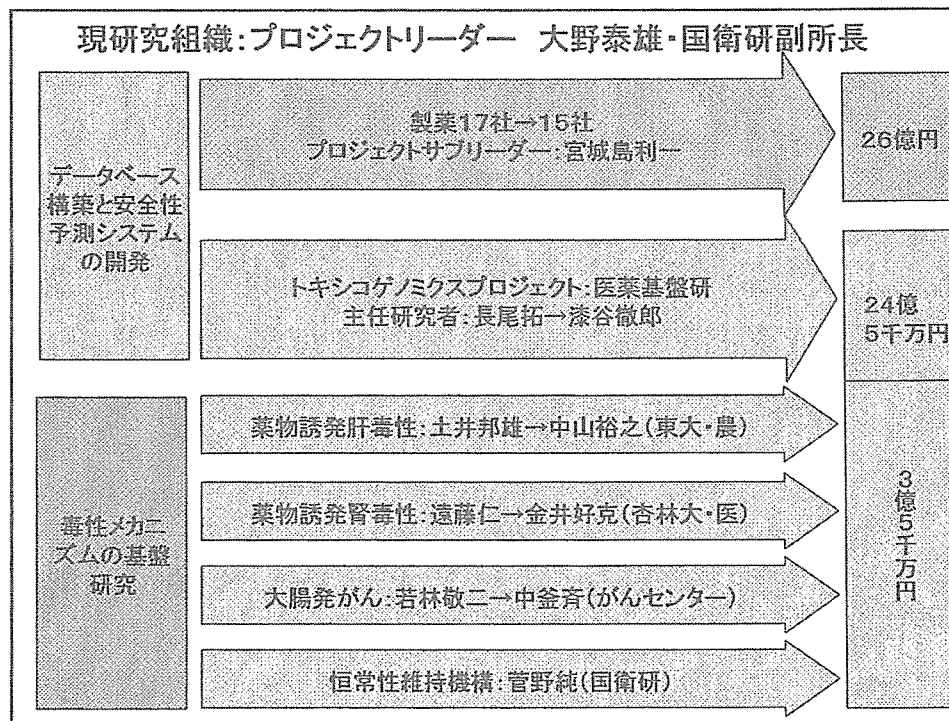 現研究組織:プロジェクトリーダー 大野泰雄・国衛研副所長
データベース
構築と安全性
予測システム
の開発
製薬17社→15社
プロジェクトサブリーダー:宮城島利一
26億円
トキシコゲノミクスプロジェクト:医薬基盤研
主任研究者:長尾拓→漆谷徹郎
24億
5千万円
毒性メカニ
ズムの基盤
研究
薬物誘発肝毒性:土井邦雄→中山裕之(東大・農)
薬物誘発腎毒性:遠藤仁→金井好克(杏林大・医)
大腸発がん:若林敬二→中釜斉(がんセンター)
恒常性維持機構:菅野純(国衛研)
3億5千万円